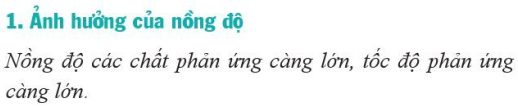 1. Ảnh hưởng của nồng độ
Nồng độ các chất phản ứng càng lớn, tốc độ phản ứng
càng lớn.